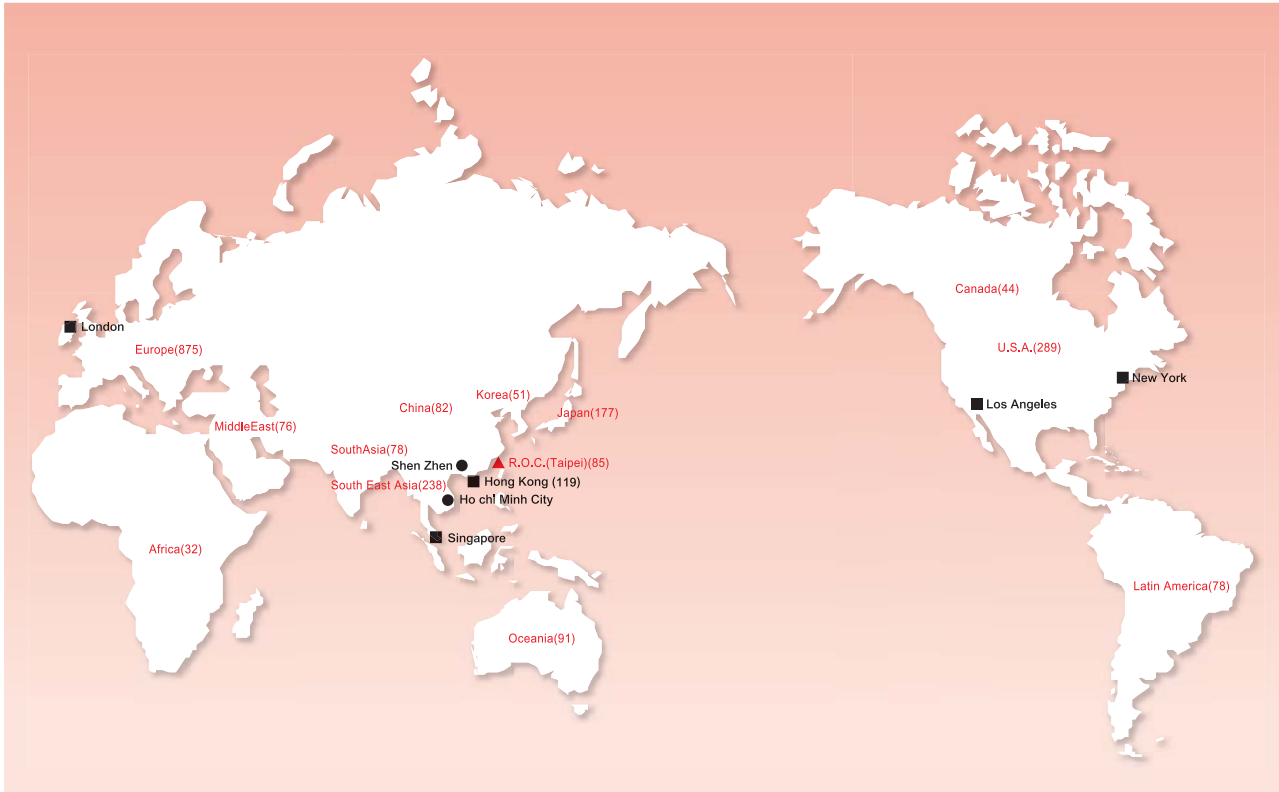 Canada(44)
London
Europe(875)
U.S.A.(289)
New York
Korea(51)
Los Angeles
China(82)
Japan(177)
MiddleEast(76)
SouthAsia(78)
Shen Zhen
R.O.C.(Taipei)(85)
South East Asia(238)
Hong Kong (119)
Ho chi Minh City
Singapore
Africa(32)
Latin America(78)
Oceania(91)